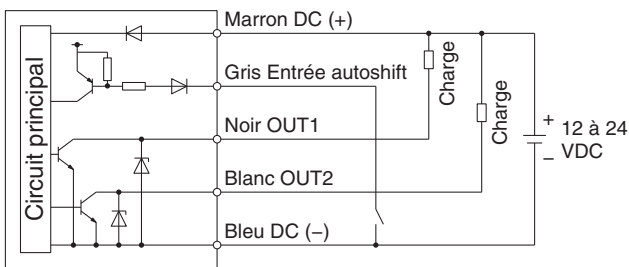 Circuit principal
Marron DC (+)
Gris Entrée autoshift
Noir OUT1
Blanc OUT2
Bleu DC (−)
Charge
Charge
+
12 à 24
VDC
−